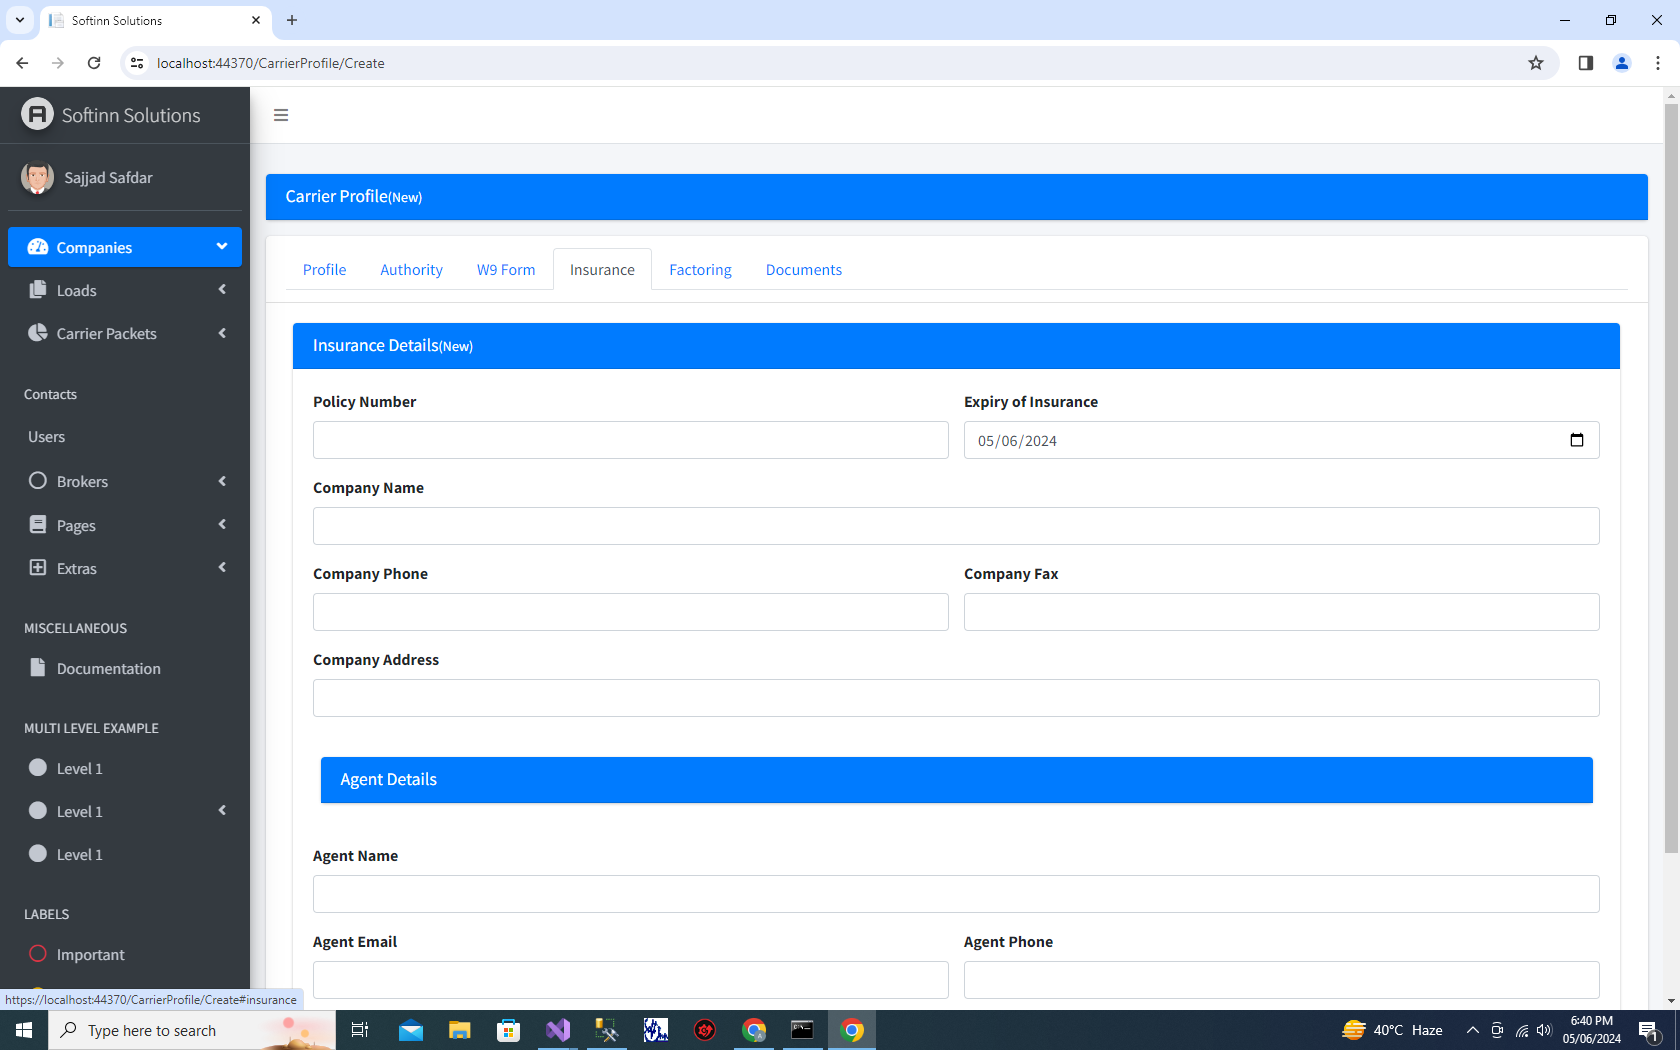 Softinn Solutions
localhost:44370/CarrierProfile/Create
Softinn Solutions
Sajjad Safdar
Companies
Loads
Carrier Packets
Contacts
Users
Brokers
Pages
Extras
MISCELLANEOUS
Documentation
MULTI LEVEL EXAMPLE
Level 1
Level 1
Level 1
LABELS
Important
https://localhost:44370/CarrierProfile/Create#insurance
Carrier Profile(New)
Profile Authority W9 Form Insurance Factoring Documents
Insurance Details(New)
Policy Number Expiry of Insurance
05/06/2024
Company Name
Company Phone Company Fax
Company Address
Agent Details
Agent Name
Agent Email Agent Phone
Type here to search
40°C Haze
6:40 PM
05/06/2024
1